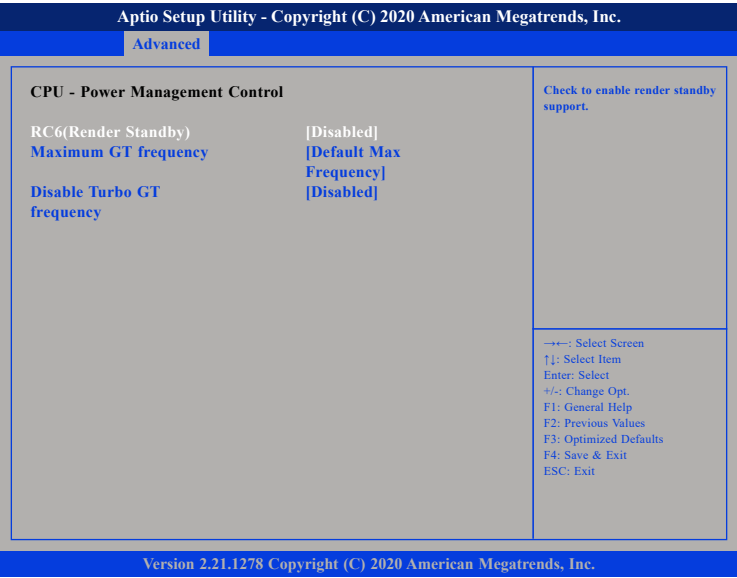 Aptio Setup Utility - Copyright (C) 2020 American Megatrends, Inc.
Advanced
CPU - Power Management Control
RC6(Render Standby) [Disabled]
Maximum GT frequency [Default Max
Frequency]
Disable Turbo GT [Disabled]
frequency
Check to enable render standby
support.
→←: Select Screen
↑↓: Select Item
Enter: Select
+/-: Change Opt.
F1: General Help
F2: Previous Values
F3: Optimized Defaults
F4: Save & Exit
ESC: Exit
Version 2.21.1278 Copyright (C) 2020 American Megatrends, Inc.